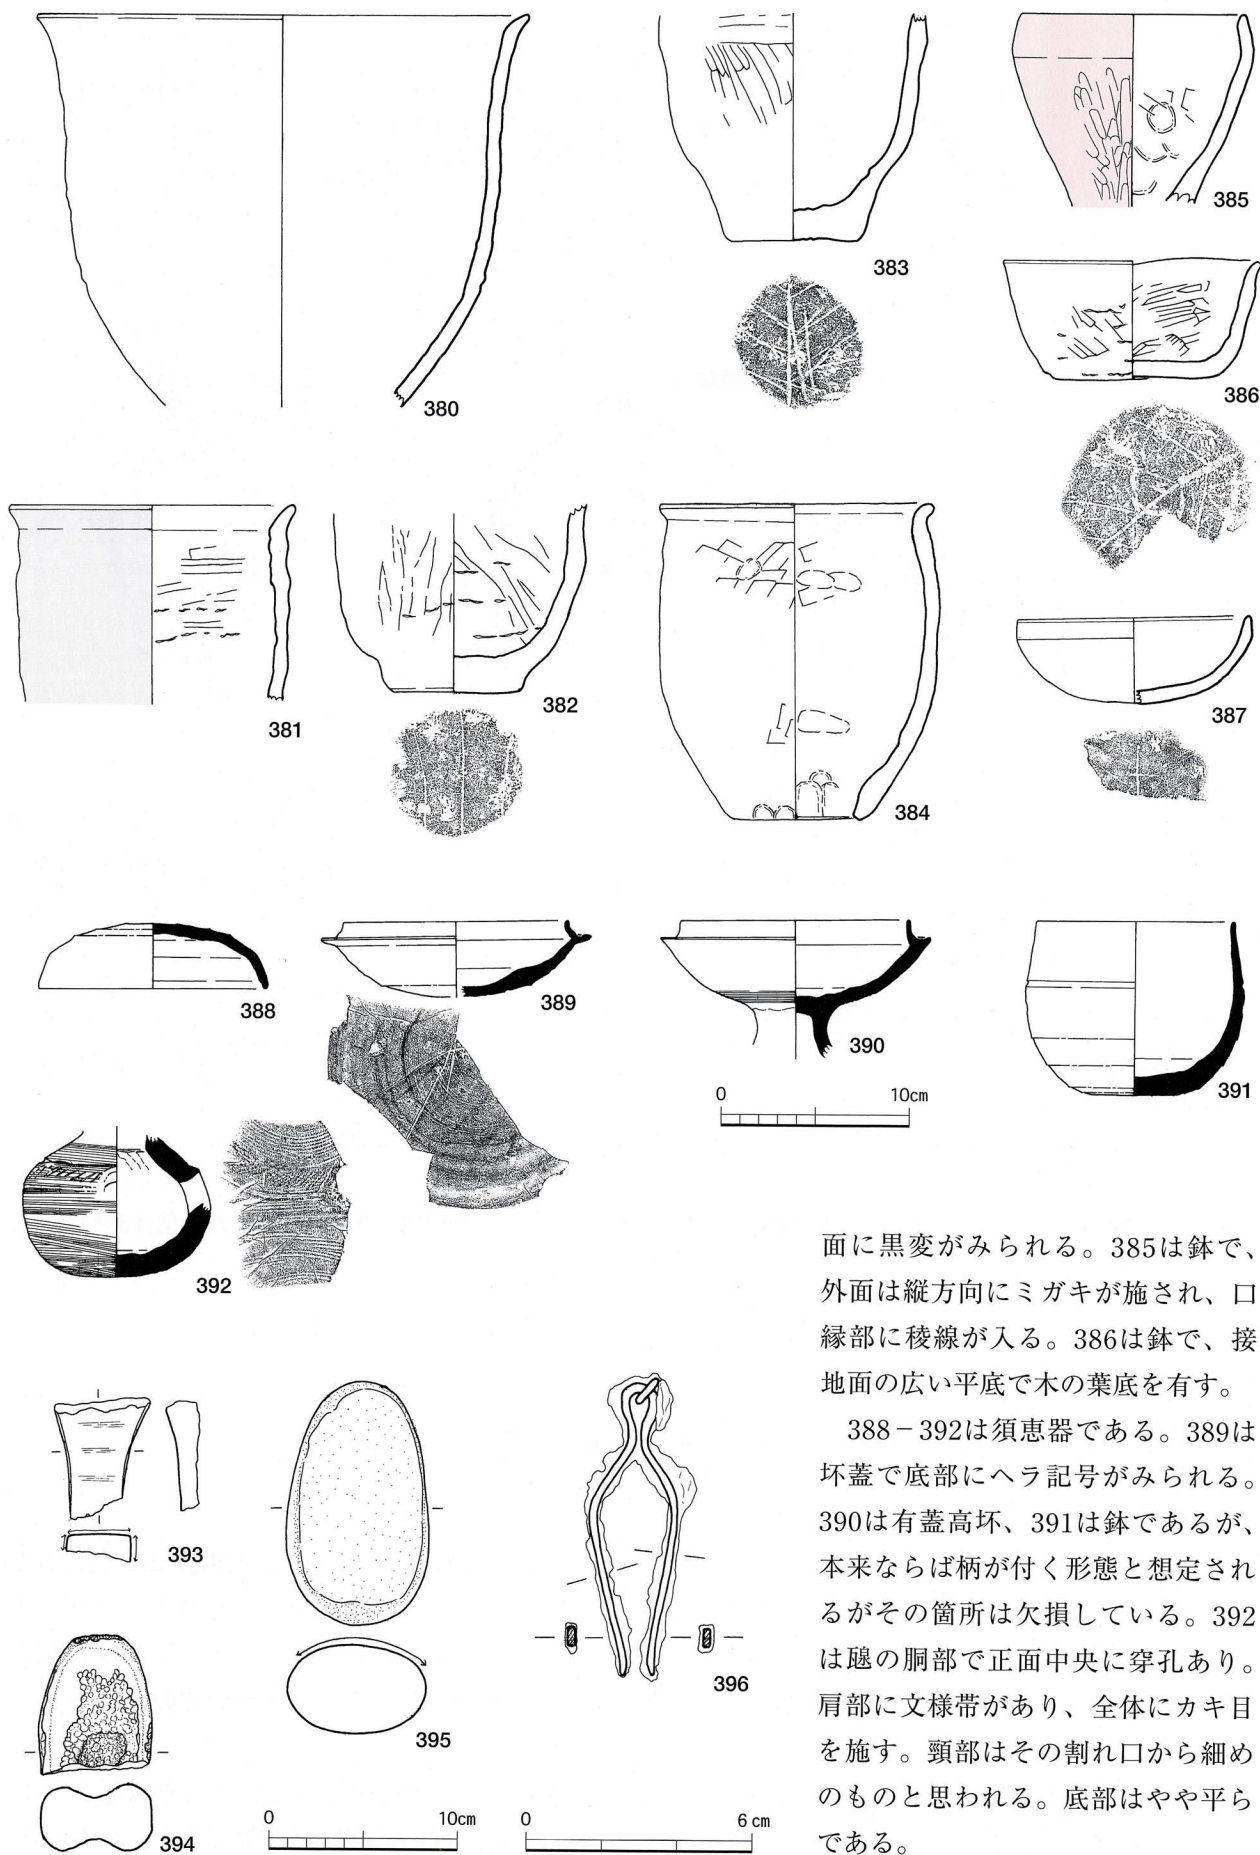 380
383
385
386
381
382
384
387
388
389
390
391
0 10cm
392
393
394
395
396
0 10cm
0 6cm
面に黒変がみられる。385は鉢で、
外面は縦方向にミガキが施され、口
縁部に稜線が入る。386は鉢で、接
地面の広い平底で木の葉底を有す。
388－392は須恵器である。389は
坏蓋で底部にヘラ記号がみられる。
390は有蓋高坏、391は鉢であるが、
本来ならば柄が付く形態と想定され
るがその箇所は欠損している。392
は𤭯の胴部で正面中央に穿孔あり。
肩部に文様帯があり、全体にカキ目
を施す。頸部はその割れ口から細め
のものと思われる。底部はやや平ら
である。